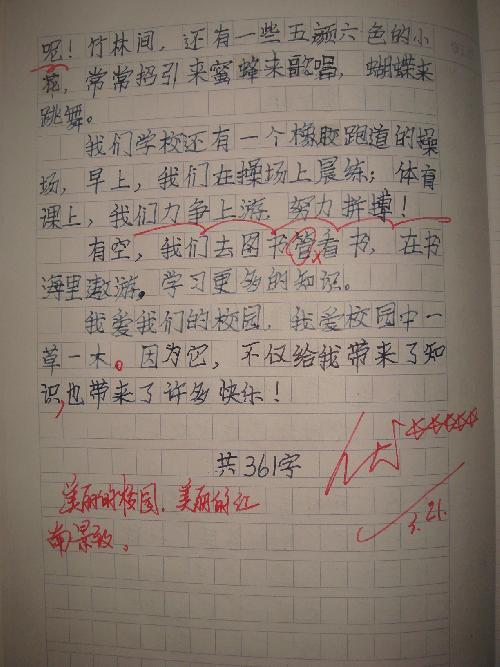 呢！竹林间，还有一些五颜六色的小
花，常常招引来蜜蜂来歌唱，蝴蝶来
跳舞。
我们学校还有一个橡胶跑道的操
场，早上，我们在操场上晨练；体育
课上，我们力争上游，努力拼搏！
有空，我们去图书管看书，在书
海里遨游。学习更多的知识。
我爱我们的校园，我爱校园中一
草一木。因为它，不仅给我带来了知
识，也带来了许多快乐！
共361字
优
美丽的校园，美丽的红
南景致。